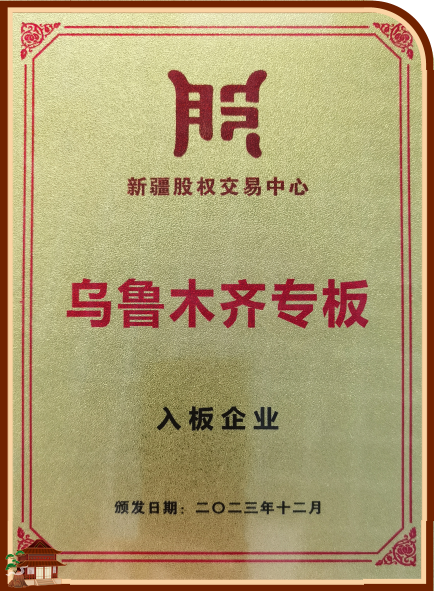 股
新疆股权交易中心
乌鲁木齐专板
入板企业
颁发日期：二〇二三年十二月